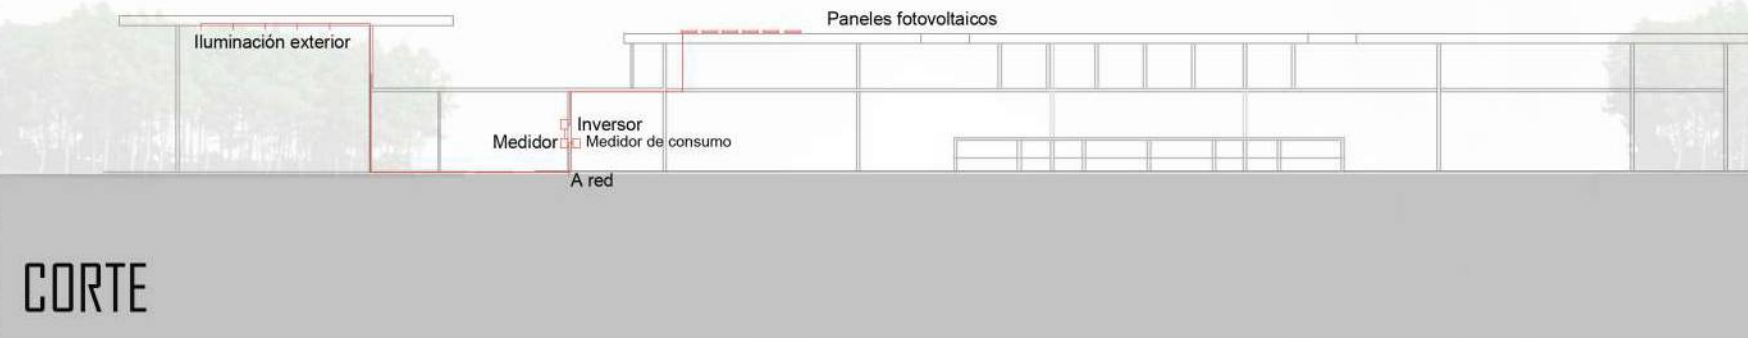 Paneles fotovoltaicos
Iluminación exterior
Inversor
Medidor
Medidor de consumo
A red
CORTE